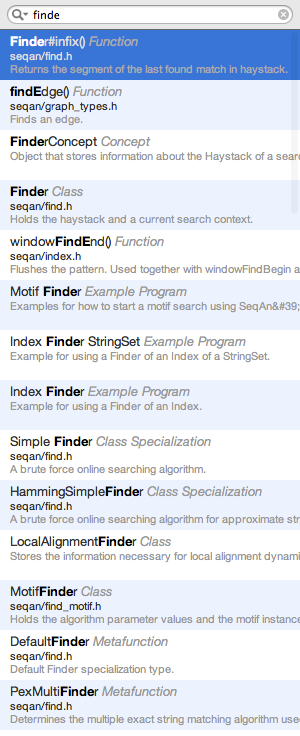 finde
Finder#infix() Function
seqan/find.h
Returns the segment of the last found match in haystack.
findEdge() Function
seqan/graph_types.h
Finds an edge.
FinderConcept Concept
Object that stores information about the Haystack of a sear
Finder Class
seqan/find.h
Holds the haystack and a current search context.
windowFindEnd() Function
seqan/index.h
Flushes the pattern. Used together with windowFindBegin a
Motif Finder Example Program
Examples for how to start a motif search using SeqAn&#39;
Index Finder StringSet Example Program
Example for using a Finder of an Index of a StringSet.
Index Finder Example Program
Example for using a Finder of an Index.
Simple Finder Class Specialization
seqan/find.h
A brute force online searching algorithm.
HammingSimpleFinder Class Specialization
seqan/find.h
A brute force online searching algorithm for approximate str
LocalAlignmentFinder Class
Stores the information necessary for local alignment dynami
MotifFinder Class
seqan/find_motif.h
Holds the algorithm parameter values and the motif instance
DefaultFinder Metafunction
seqan/find.h
Default Finder specialization type.
PexMultiFinder Metafunction
seqan/find.h
Determines the multiple exact string matching algorithm use